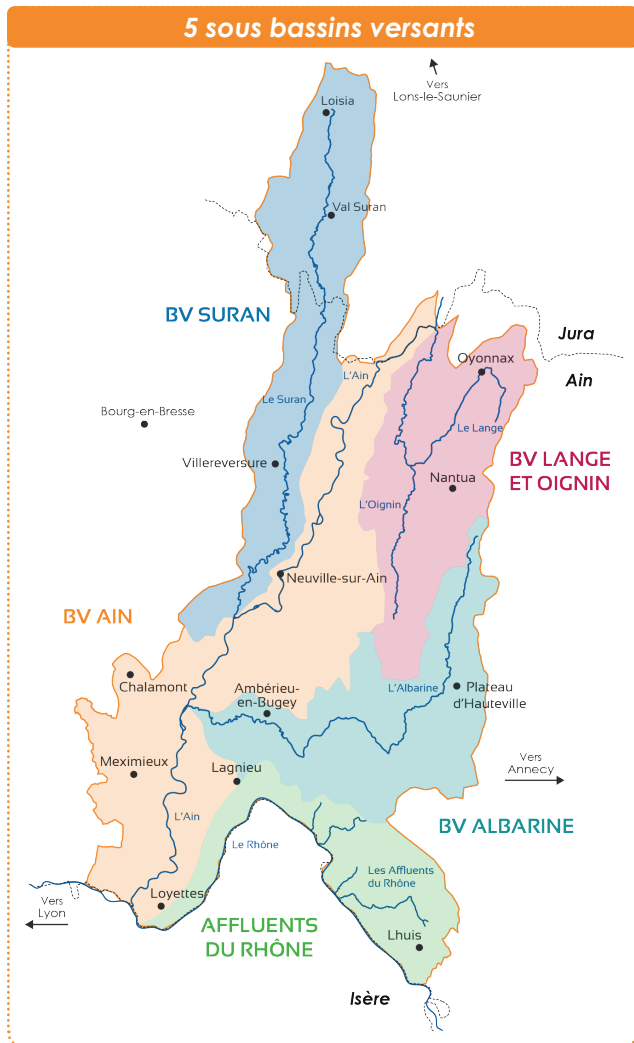 5 sous bassins versants
Vers
Lons-le-Saunier
Loisia
Val Suran
BV SURAN
Jura
Oyonnax
L'Ain
Ain
Le Suran
Bourg-en-Bresse
Le Lange
Villereversure
BV LANGE
ET OIGNIN
Nantua
L'Oignin
Neuville-sur-Ain
BV AIN
Chalamont
Ambérieu-
en-Bugey
L'Albarine
Plateau
d'Hauteville
Meximieux
Lagnieu
Vers
Annecy
L'Ain
BV ALBARINE
Le Rhône
Les Affluents
du Rhône
Loyettes
Vers
Lyon
AFFLUENTS
DU RHÔNE
Lhuis
Isère